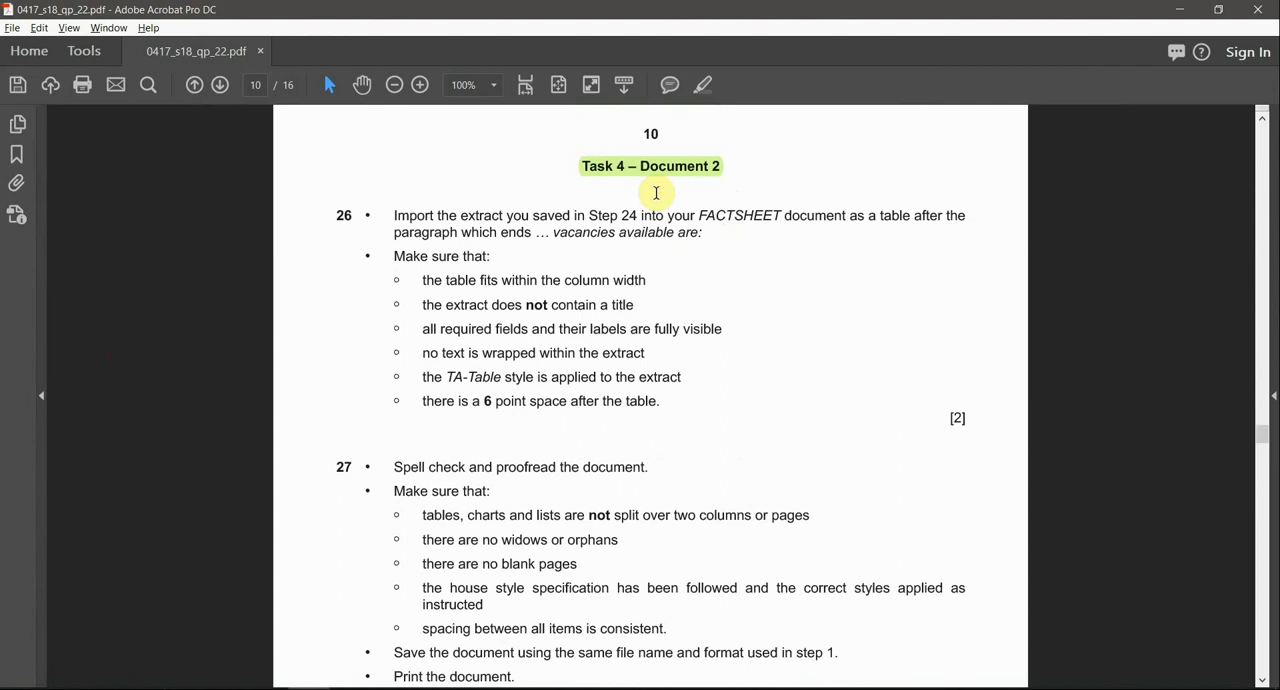 0417_s18_qp_22.pdf - Adobe Acrobat Pro DC
File Edit View Window Help
Home Tools 0417_s18_qp_22.pdf × Sign In
10 / 16 100%
10
Task 4 – Document 2
26 • Import the extract you saved in Step 24 into your FACTSHEET document as a table after the
paragraph which ends … vacancies available are:
• Make sure that:
○ the table fits within the column width
○ the extract does not contain a title
○ all required fields and their labels are fully visible
○ no text is wrapped within the extract
○ the TA-Table style is applied to the extract
○ there is a 6 point space after the table.
[2]
27 • Spell check and proofread the document.
• Make sure that:
○ tables, charts and lists are not split over two columns or pages
○ there are no widows or orphans
○ there are no blank pages
○ the house style specification has been followed and the correct styles applied as
instructed
○ spacing between all items is consistent.
• Save the document using the same file name and format used in step 1.
• Print the document.